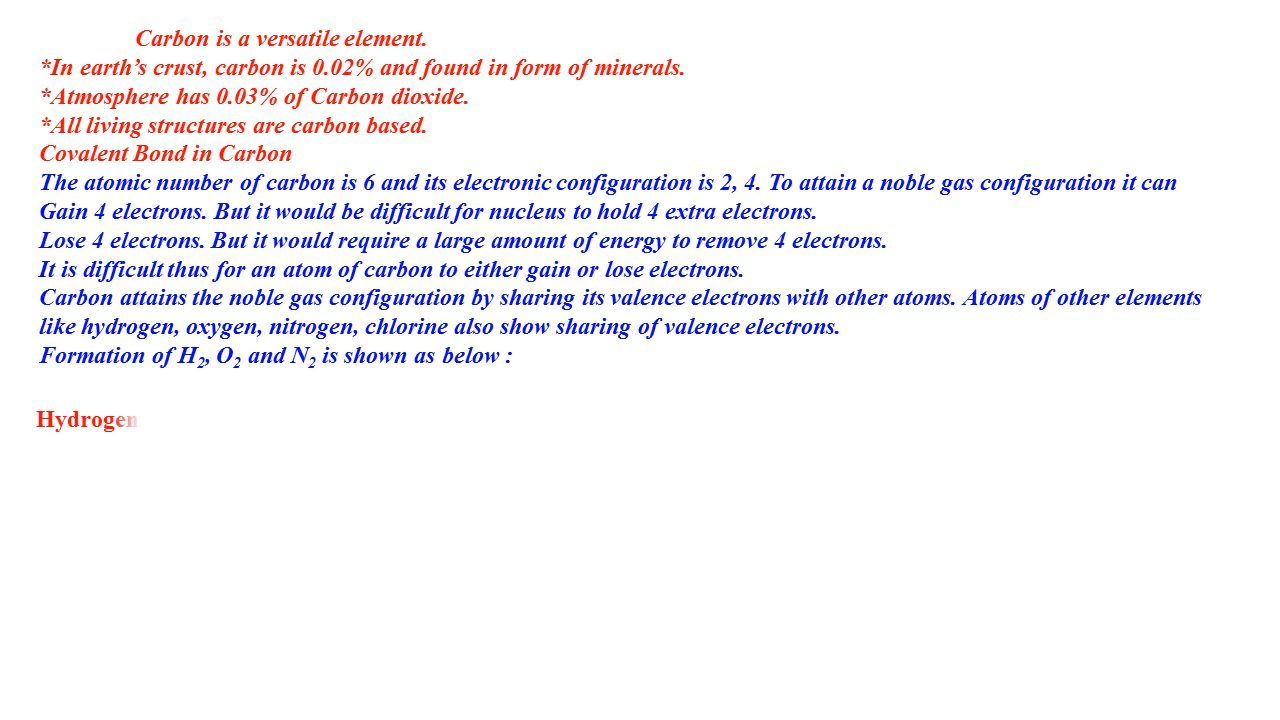 Carbon is a versatile element.
*In earth’s crust, carbon is 0.02% and found in form of minerals.
*Atmosphere has 0.03% of Carbon dioxide.
*All living structures are carbon based.
Covalent Bond in Carbon
The atomic number of carbon is 6 and its electronic configuration is 2, 4. To attain a noble gas configuration it can
Gain 4 electrons. But it would be difficult for nucleus to hold 4 extra electrons.
Lose 4 electrons. But it would require a large amount of energy to remove 4 electrons.
It is difficult thus for an atom of carbon to either gain or lose electrons.
Carbon attains the noble gas configuration by sharing its valence electrons with other atoms. Atoms of other elements
like hydrogen, oxygen, nitrogen, chlorine also show sharing of valence electrons.
Formation of H₂, O₂ and N₂ is shown as below :
Hydrogen